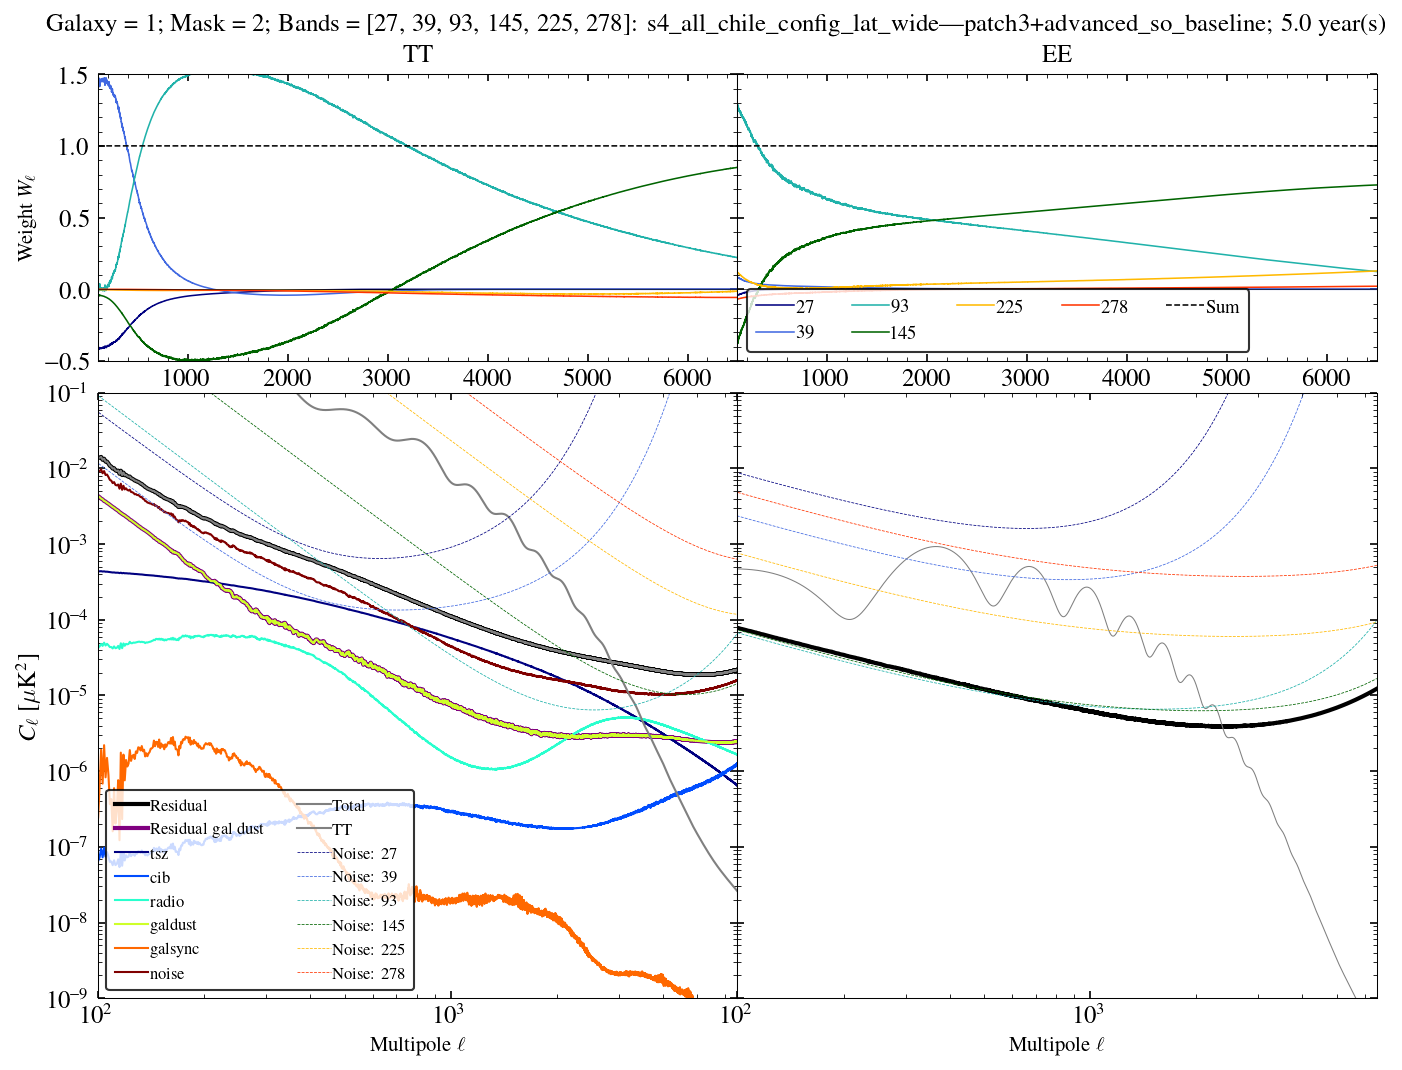 Galaxy = 1; Mask = 2; Bands = [27, 39, 93, 145, 225, 278]: s4_all_chile_config_lat_wide—patch3+advanced_so_baseline; 5.0 year(s)
TT EE
1.5
1.0
0.5
0.0
−0.5
Weight W_ℓ
27 93 225 278 Sum
39 145
1000 2000 3000 4000 5000 6000 1000 2000 3000 4000 5000 6000
10^−1
10^−2
10^−3
10^−4
10^−5
10^−6
10^−7
10^−8
10^−9
C_ℓ [μK^2]
Residual Total
Residual gal dust TT
tsz Noise: 27
cib Noise: 39
radio Noise: 93
galdust Noise: 145
galsync Noise: 225
noise Noise: 278
10^2 10^3 10^2 10^3
Multipole ℓ Multipole ℓ